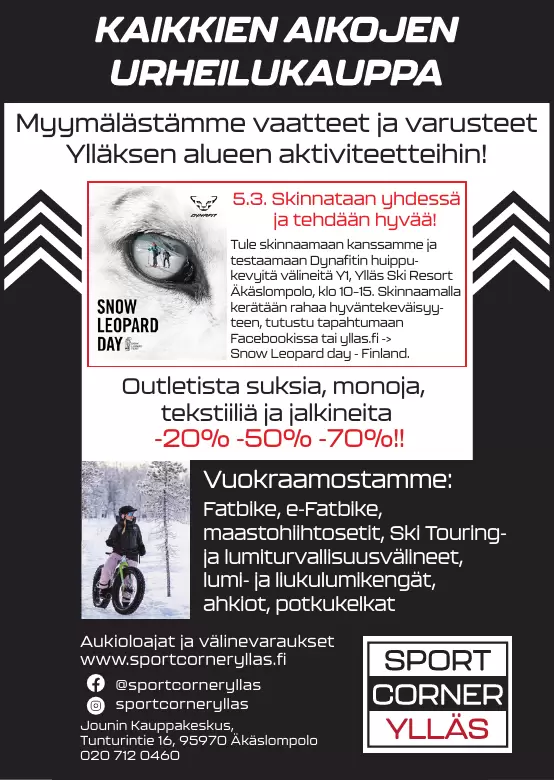 KAIKKIEN AIKOJEN
URHEILUKAUPPA
Myymälästämme vaatteet ja varusteet
Ylläksen alueen aktiviteetteihin!
DYNAFIT
SNOW
LEOPARD
DAY
5.3. Skinnataan yhdessä
ja tehdään hyvää!
Tule skinnaamaan kanssamme ja
testaamaan Dynafitin huippu-
kevyitä välineitä Y1, Ylläs Ski Resort
Äkäslompolo, klo 10-15. Skinnaamalla
kerätään rahaa hyväntekeväisyy-
teen, tutustu tapahtumaan
Facebookissa tai yllas.fi ->
Snow Leopard day - Finland.
Outletista suksia, monoja,
tekstiiliä ja jalkineita
-20% -50% -70%!!
Vuokraamostamme:
Fatbike, e-Fatbike,
maastohiihtosetit, Ski Touring-
ja lumiturvallisuusvälineet,
lumi- ja liukulumikengät,
ahkiot, potkukelkat
Aukioloajat ja välinevaraukset
www.sportcorneryllas.fi
@sportcorneryllas
sportcorneryllas
Jounin Kauppakeskus,
Tunturintie 16, 95970 Äkäslompolo
020 712 0460
SPORT
CORNER
YLLÄS